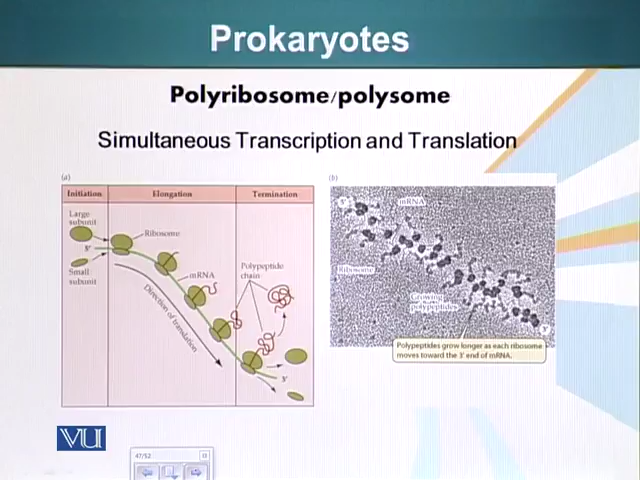 Prokaryotes
Polyribosome/polysome
Simultaneous Transcription and Translation
(a)
Initiation
Elongation
Termination
Large
subunit
5'
Small
subunit
Ribosome
mRNA
Direction of translation
Polypeptide
chain
3'
(b)
5'
mRNA
Ribosome
Growing
polypeptides
3'
Polypeptides grow longer as each ribosome
moves toward the 3' end of mRNA.
VU
47/52